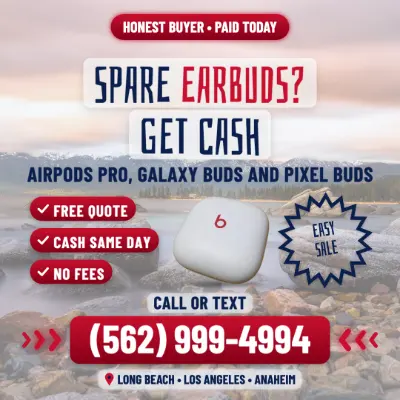 HONEST BUYER • PAID TODAY
SPARE EARBUDS?
GET CASH
AIRPODS PRO, GALAXY BUDS AND PIXEL BUDS
FREE QUOTE
CASH SAME DAY
NO FEES
b
EASY
SALE
CALL OR TEXT
(562) 999-4994
LONG BEACH • LOS ANGELES • ANAHEIM